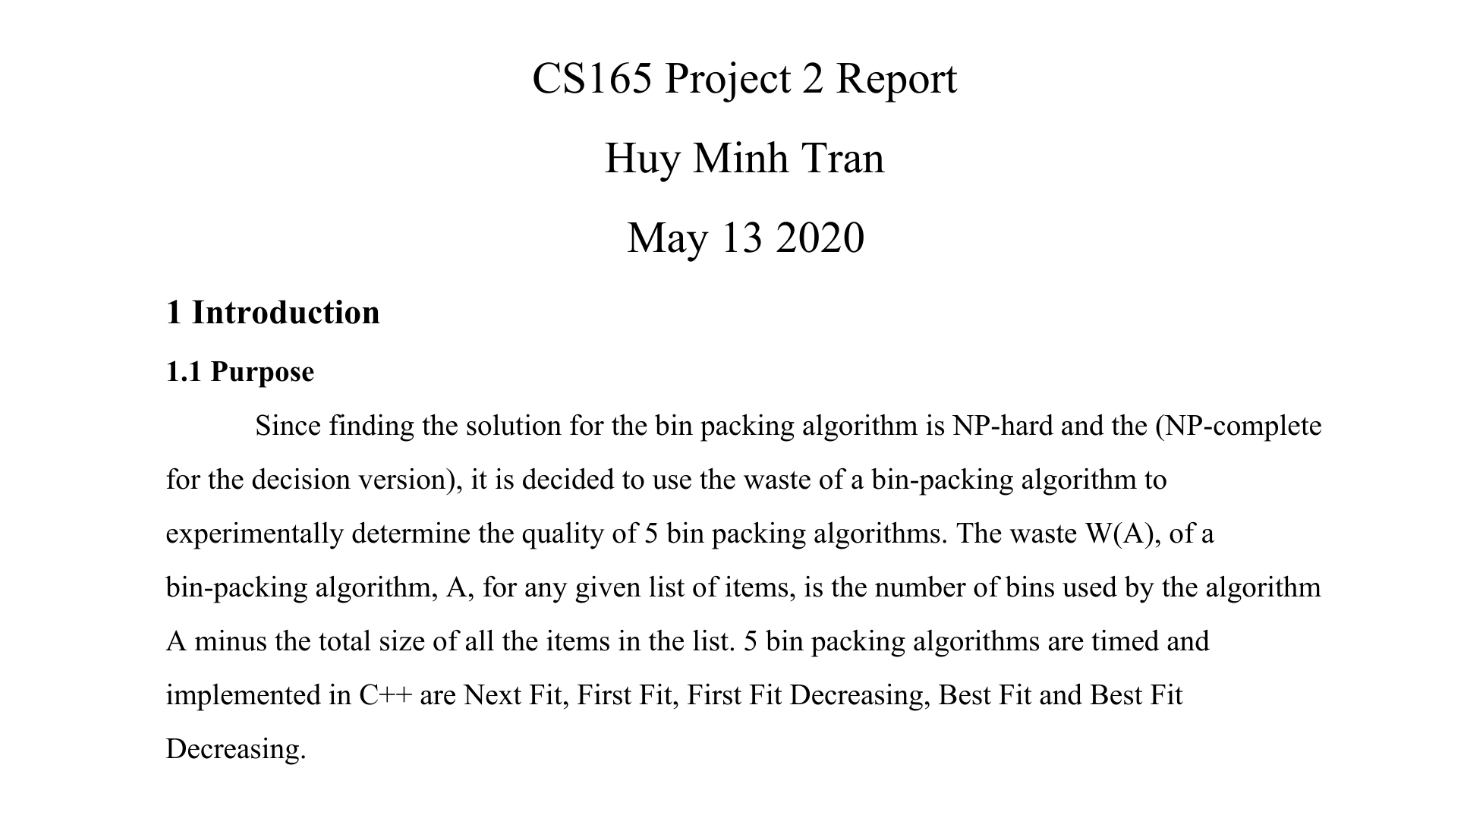 CS165 Project 2 Report
Huy Minh Tran
May 13 2020
1 Introduction
1.1 Purpose
Since finding the solution for the bin packing algorithm is NP-hard and the (NP-complete
for the decision version), it is decided to use the waste of a bin-packing algorithm to
experimentally determine the quality of 5 bin packing algorithms. The waste W(A), of a
bin-packing algorithm, A, for any given list of items, is the number of bins used by the algorithm
A minus the total size of all the items in the list. 5 bin packing algorithms are timed and
implemented in C++ are Next Fit, First Fit, First Fit Decreasing, Best Fit and Best Fit
Decreasing.